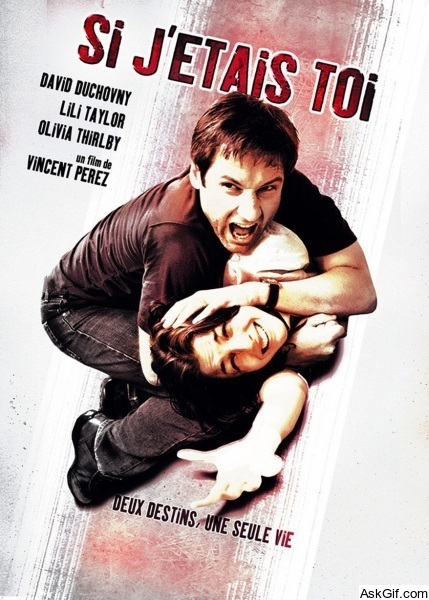 Si J'ETAiS TOi
DAViD DUCHOVNY
LiLi TAYLOR
OLiViA THiRLBY
un film de
ViNCENT PEREZ
DEUX DESTiNS, UNE SEULE ViE
AskGif.com